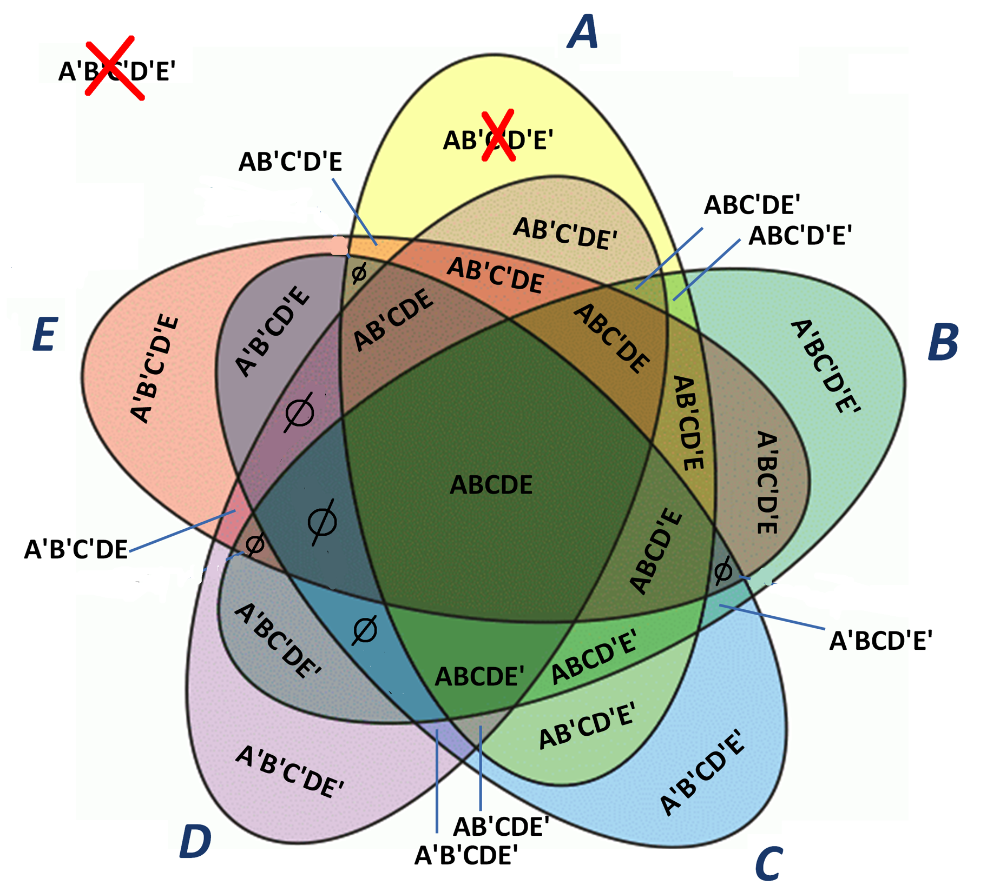 A
A'B'C'D'E'
AB'C'D'E'
AB'C'D'E
ABC'DE'
ABC'D'E'
AB'C'DE'
AB'C'DE
∅
AB'CDE
A'B'CD'E
ABC'DE
E
B
A'B'C'D'E
A'BC'D'E'
∅
AB'CD'E
A'BC'D'E
ABCDE
∅
A'B'C'DE
∅
ABCD'E
∅
A'BC'DE'
∅
A'BCD'E'
ABCDE'
ABCD'E'
AB'CD'E'
A'B'C'DE'
A'B'CD'E'
D
AB'CDE'
A'B'CDE'
C